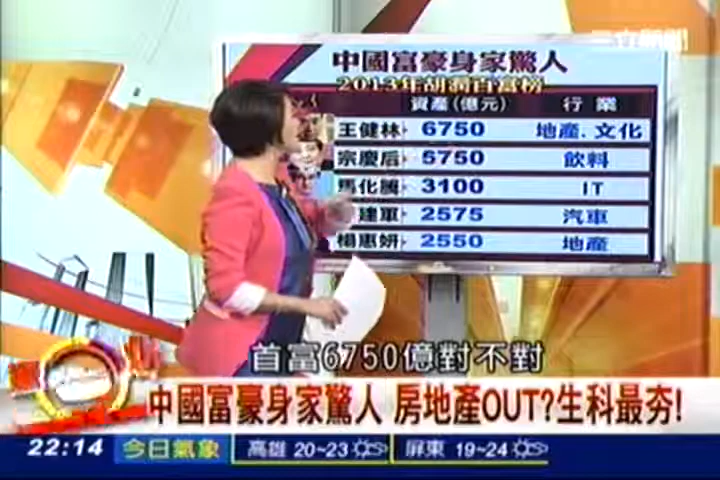 中國富豪身家驚人
2013年胡潤百富榜
資產(億元) 行業
王健林 6750 地產、文化
宗慶后 5750 飲料
馬化騰 3100 IT
建軍 2575 汽車
楊惠妍 2550 地產
首富6750億對不對
中國富豪身家驚人 房地產OUT?生科最夯!
22:14 今日氣象 高雄 20~23 屏東 19~24